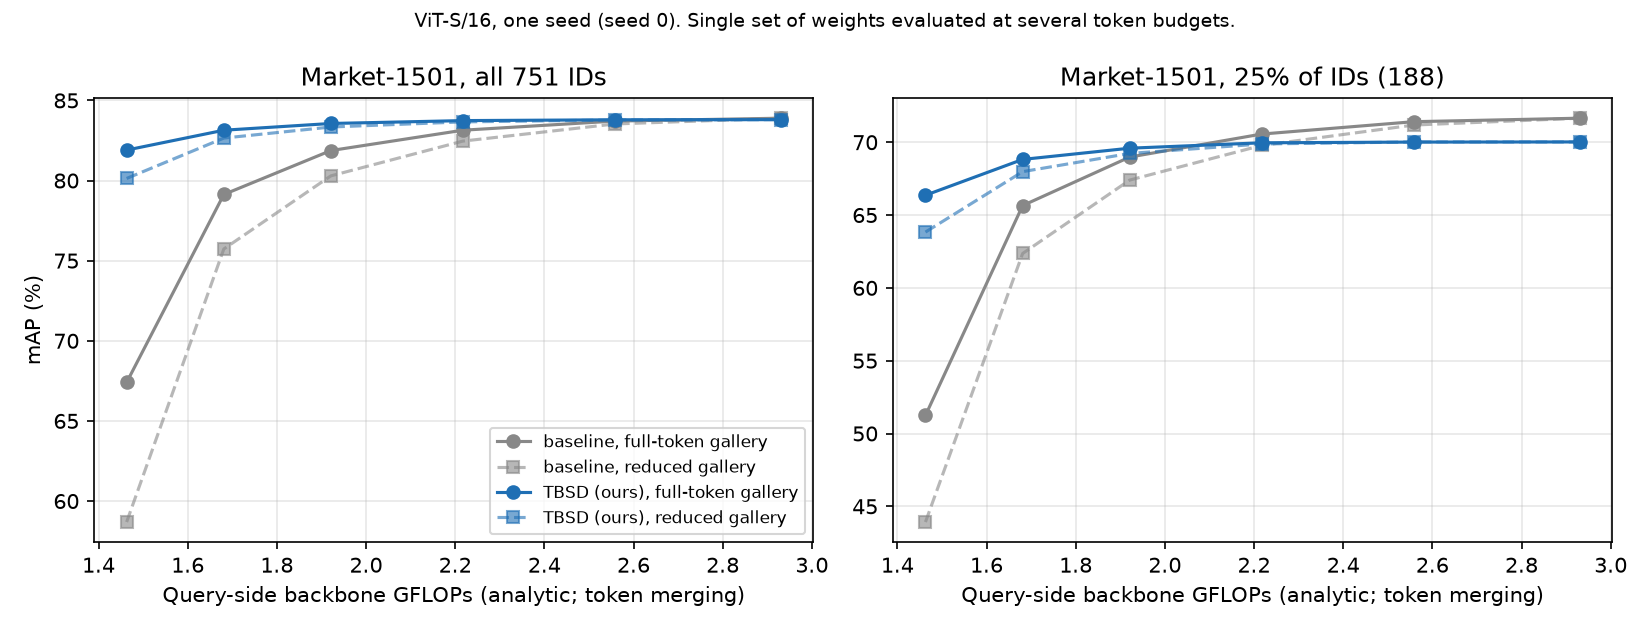 ViT-S/16, one seed (seed 0). Single set of weights evaluated at several token budgets.
Market-1501, all 751 IDs
mAP (%)
85
80
75
70
65
60
1.4 1.6 1.8 2.0 2.2 2.4 2.6 2.8 3.0
Query-side backbone GFLOPs (analytic; token merging)
baseline, full-token gallery
baseline, reduced gallery
TBSD (ours), full-token gallery
TBSD (ours), reduced gallery
Market-1501, 25% of IDs (188)
70
65
60
55
50
45
1.4 1.6 1.8 2.0 2.2 2.4 2.6 2.8 3.0
Query-side backbone GFLOPs (analytic; token merging)